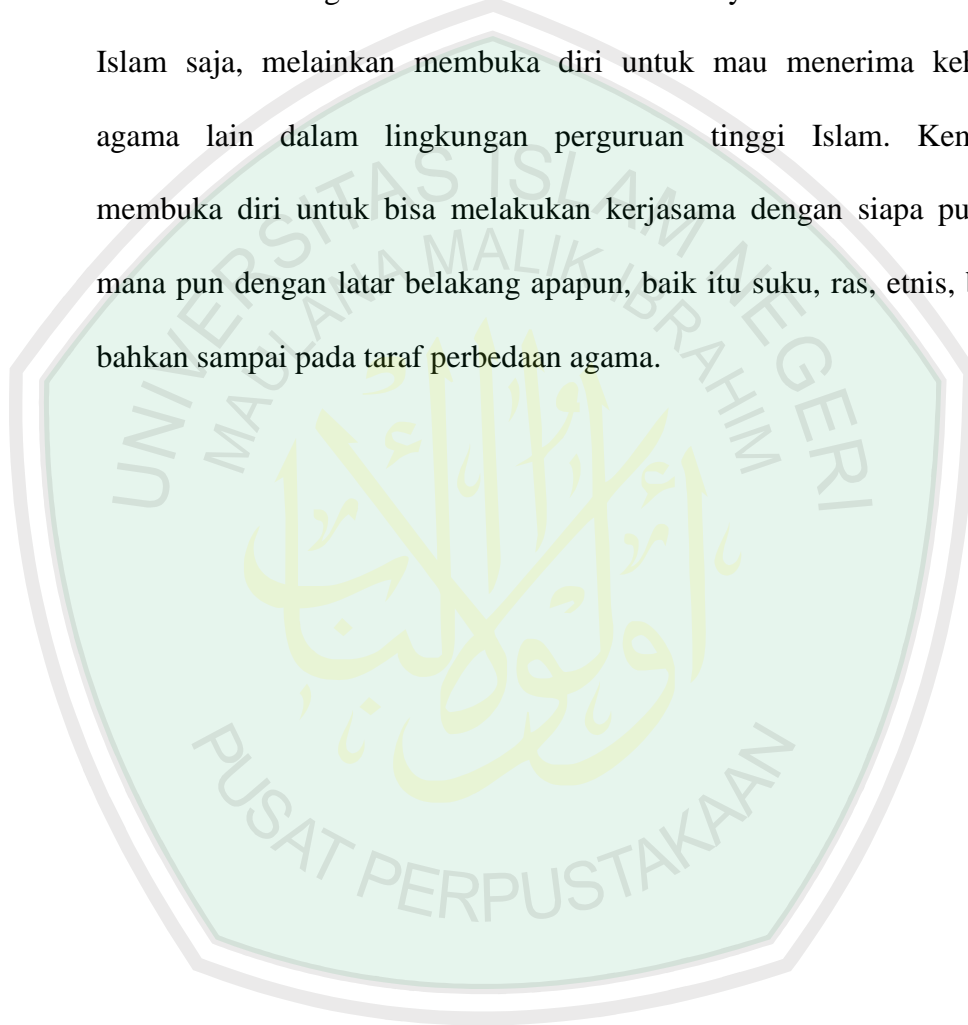 Islam saja, melainkan membuka diri untuk mau menerima
agama lain dalam lingkungan perguruan tinggi Islam.
membuka diri untuk bisa melakukan kerjasama dengan siapa
mana pun dengan latar belakang apapun, baik itu suku, ras, etnis,
bahkan sampai pada taraf perbedaan agama.
UNIVERSITAS ISLAM NEGERI
MAULANA MALIK IBRAHIM
أولوا الألباب
PUSAT PERPUSTAKAAN